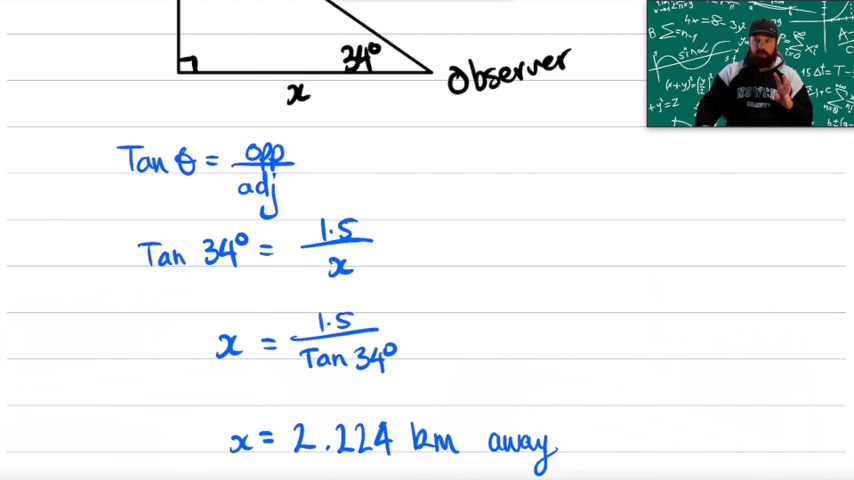 34°
Observer
x
Tan θ = opp/adj
Tan 34° = 1.5/x
x = 1.5/Tan 34°
x = 2.224 km away